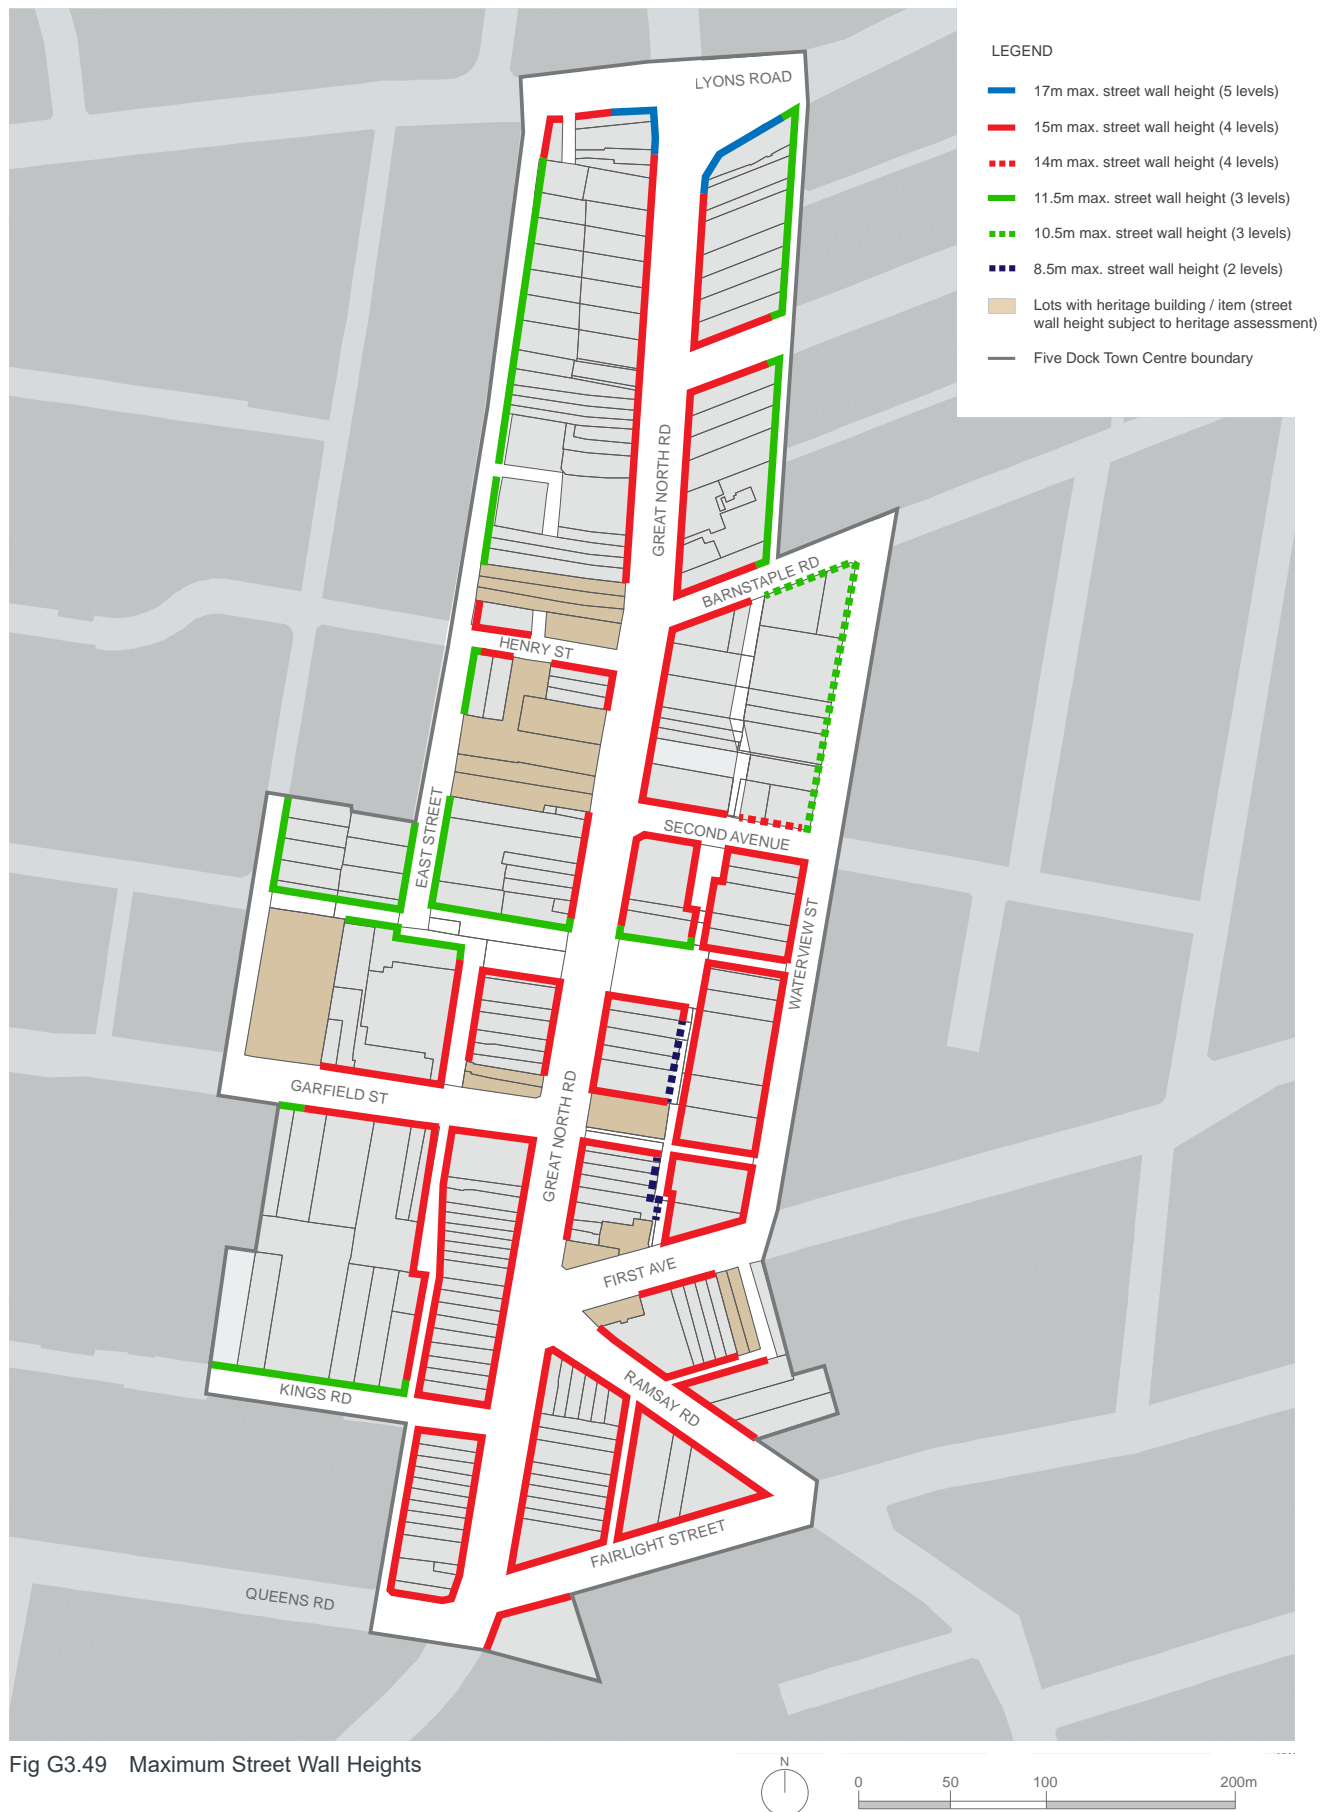 LEGEND
17m max. street wall height (5 levels)
15m max. street wall height (4 levels)
14m max. street wall height (4 levels)
11.5m max. street wall height (3 levels)
10.5m max. street wall height (3 levels)
8.5m max. street wall height (2 levels)
Lots with heritage building / item (street
wall height subject to heritage assessment)
Five Dock Town Centre boundary
LYONS ROAD
GREAT NORTH RD
BARNSTAPLE RD
HENRY ST
EAST STREET
SECOND AVENUE
WATERVIEW ST
GARFIELD ST
GREAT NORTH RD
FIRST AVE
KINGS RD
RAMSAY RD
FAIRLIGHT STREET
QUEENS RD
Fig G3.49 Maximum Street Wall Heights
N
0 50 100 200m